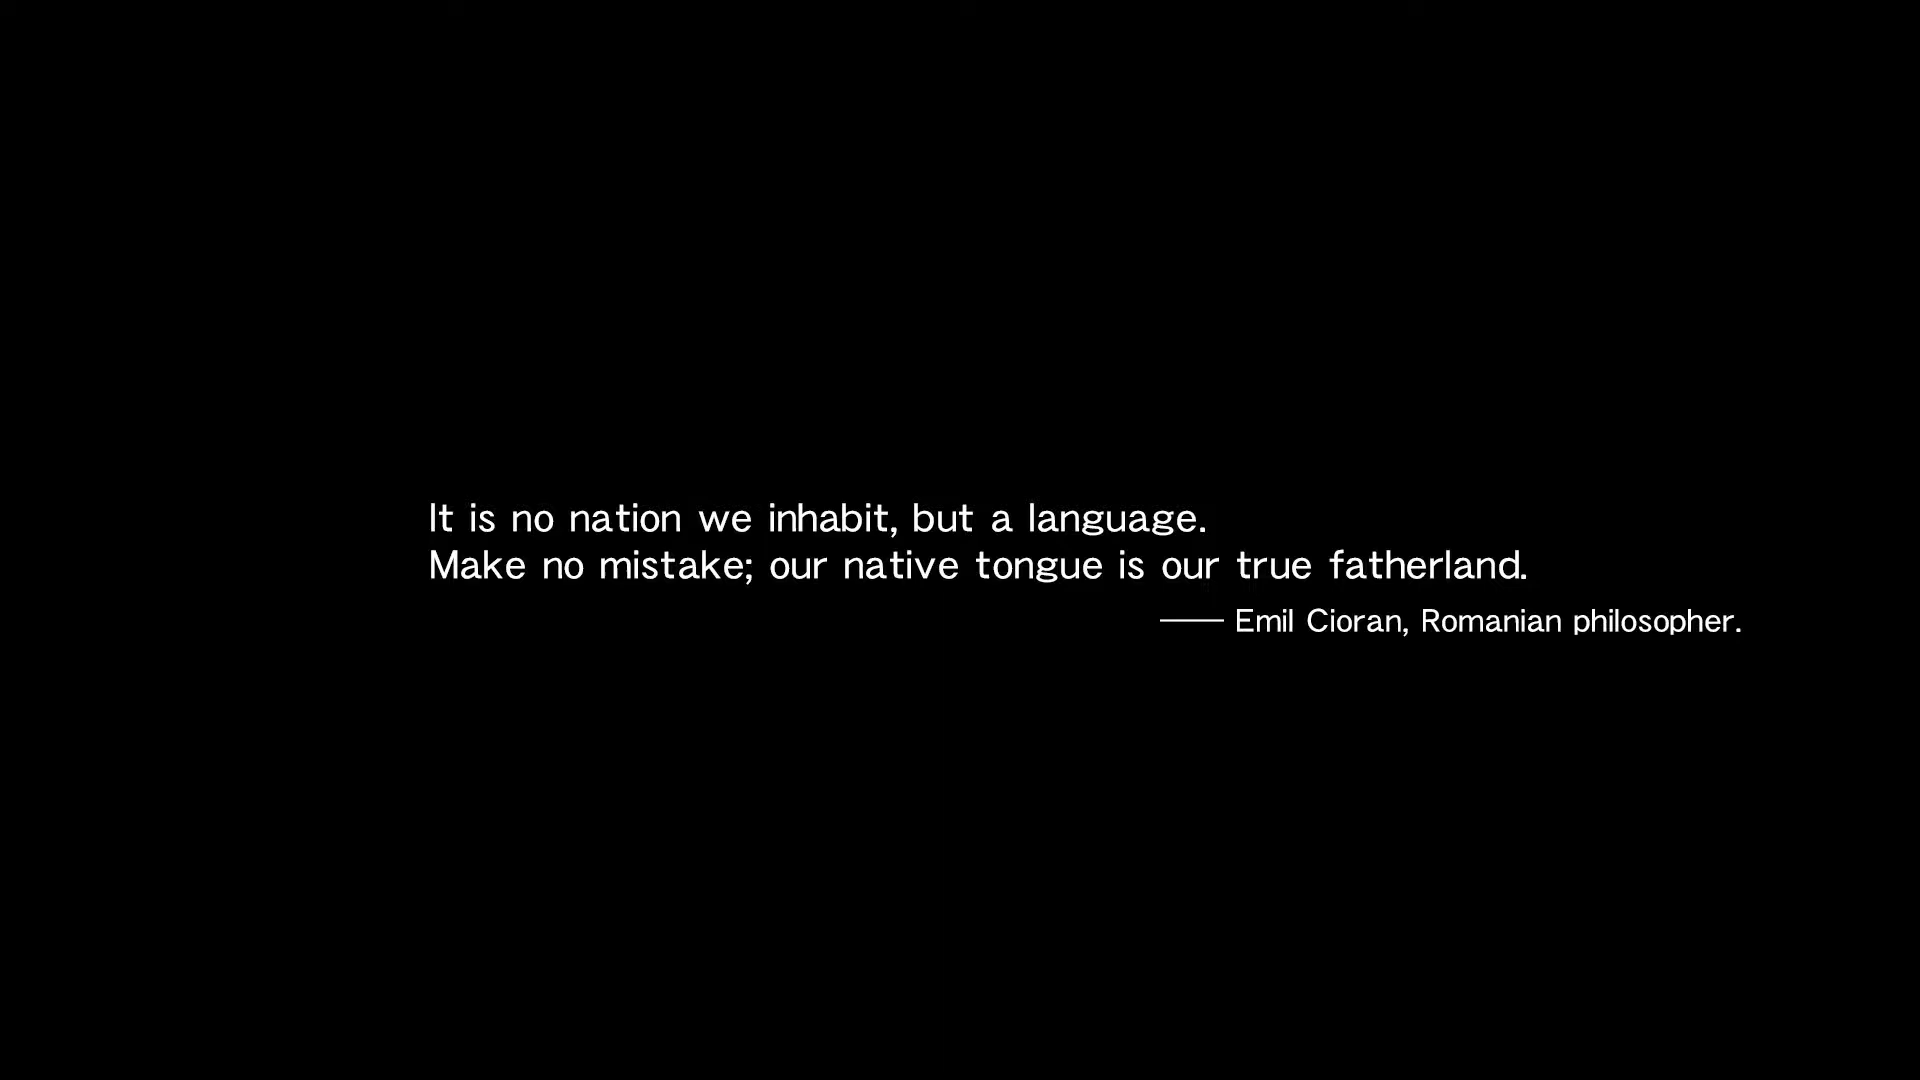 It is no nation we inhabit, but a language.
Make no mistake; our native tongue is our true fatherland.
—— Emil Cioran, Romanian philosopher.